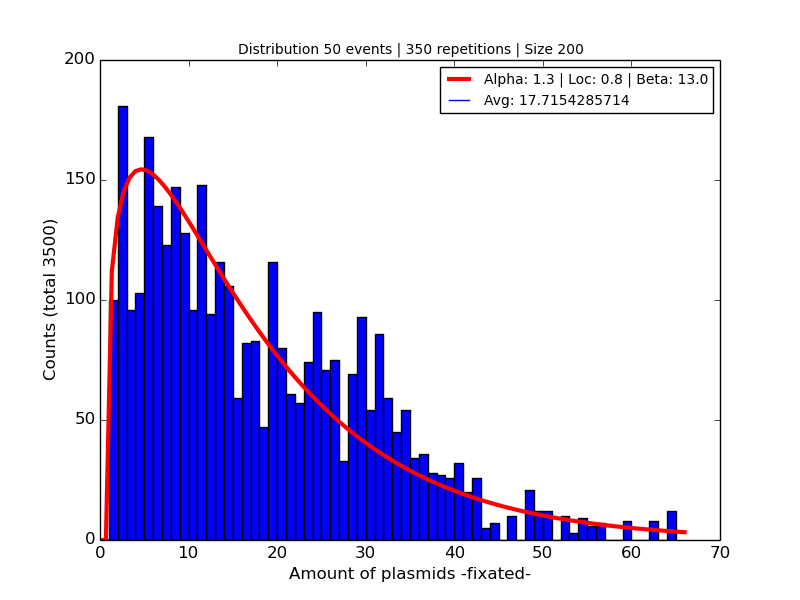 Distribution 50 events | 350 repetitions | Size 200
Alpha: 1.3 | Loc: 0.8 | Beta: 13.0
Avg: 17.7154285714
200
150
100
50
0
Counts (total 3500)
0 10 20 30 40 50 60 70
Amount of plasmids -fixated-